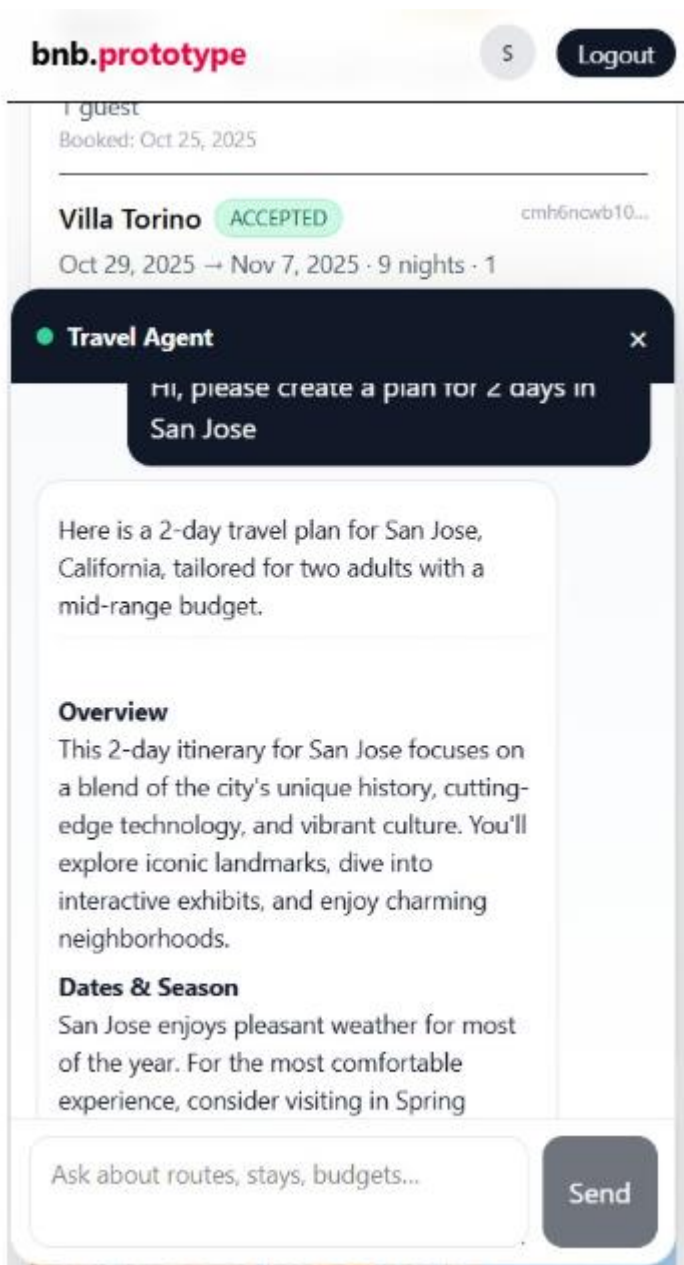 bnb.prototype
S
Logout
1 guest
Booked: Oct 25, 2025
Villa Torino
ACCEPTED
cmh6ncwb10...
Oct 29, 2025 → Nov 7, 2025 · 9 nights · 1
Travel Agent
×
Hi, please create a plan for 2 days in
San Jose
Here is a 2-day travel plan for San Jose,
California, tailored for two adults with a
mid-range budget.
Overview
This 2-day itinerary for San Jose focuses on
a blend of the city's unique history, cutting-
edge technology, and vibrant culture. You'll
explore iconic landmarks, dive into
interactive exhibits, and enjoy charming
neighborhoods.
Dates & Season
San Jose enjoys pleasant weather for most
of the year. For the most comfortable
experience, consider visiting in Spring
Ask about routes, stays, budgets...
Send